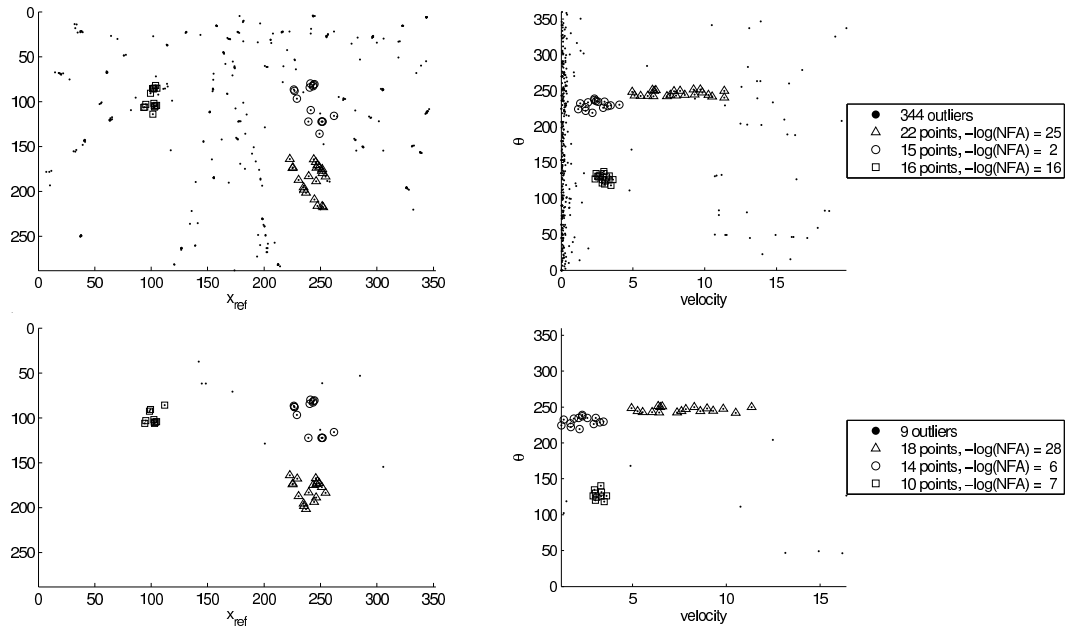 0
50
100
150
200
250
0 50 100 150 200 250 300 350
x_ref
350
300
250
200
150
100
50
0
θ
0 5 10 15
velocity
344 outliers
22 points, −log(NFA) = 25
15 points, −log(NFA) = 2
16 points, −log(NFA) = 16
0
50
100
150
200
250
0 50 100 150 200 250 300 350
x_ref
350
300
250
200
150
100
50
0
θ
5 10 15
velocity
9 outliers
18 points, −log(NFA) = 28
14 points, −log(NFA) = 6
10 points, −log(NFA) = 7